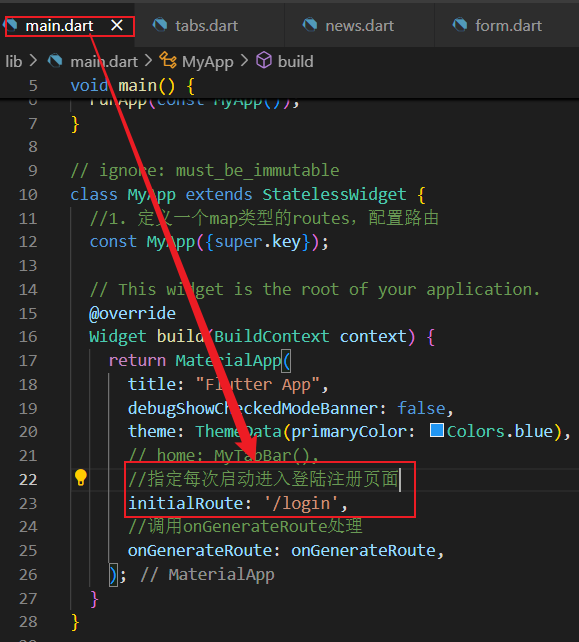 main.dart × tabs.dart news.dart form.dart
lib > main.dart > MyApp > build
5 void main() {
6 runApp(const MyApp());
7 }
8
9 // ignore: must_be_immutable
10 class MyApp extends StatelessWidget {
11 //1. 定义一个map类型的routes，配置路由
12 const MyApp({super.key});
13
14 // This widget is the root of your application.
15 @override
16 Widget build(BuildContext context) {
17 return MaterialApp(
18 title: "Flutter App",
19 debugShowCheckedModeBanner: false,
20 theme: ThemeData(primaryColor: Colors.blue),
21 // home: MyTabBar(),
22 //指定每次启动进入登陆注册页面
23 initialRoute: '/login',
24 //调用onGenerateRoute处理
25 onGenerateRoute: onGenerateRoute,
26 ); // MaterialApp
27 }
28 }